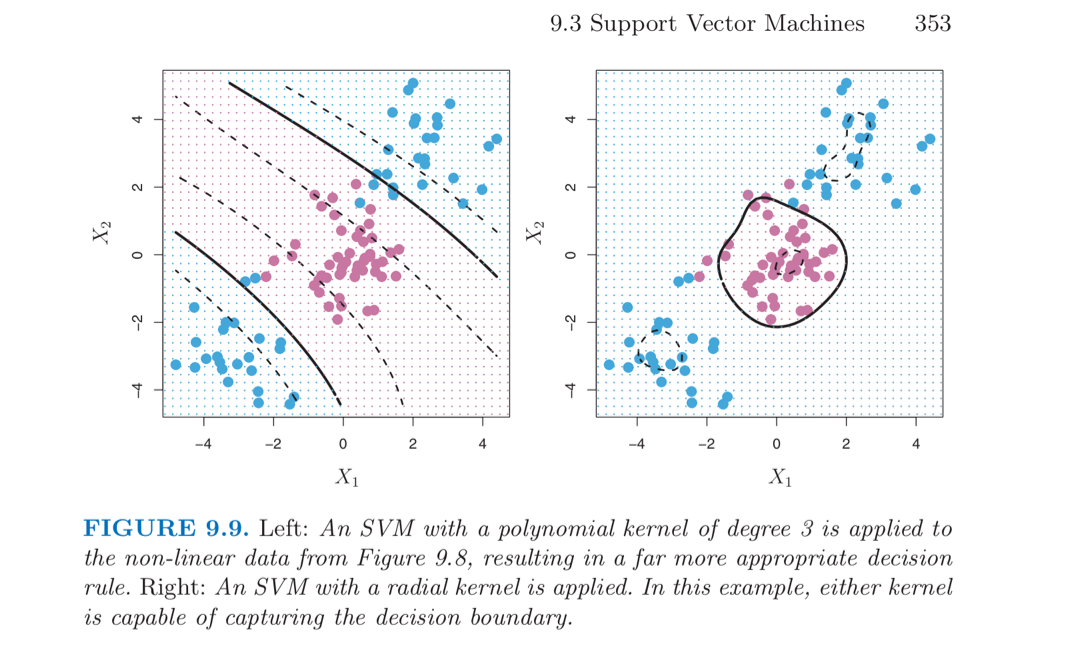 9.3 Support Vector Machines 353
X₂
4
2
0
−2
−4
−4 −2 0 2 4
X₁
X₂
4
2
0
−2
−4
−4 −2 0 2 4
X₁
FIGURE 9.9. Left: An SVM with a polynomial kernel of degree 3 is applied to
the non-linear data from Figure 9.8, resulting in a far more appropriate decision
rule. Right: An SVM with a radial kernel is applied. In this example, either kernel
is capable of capturing the decision boundary.